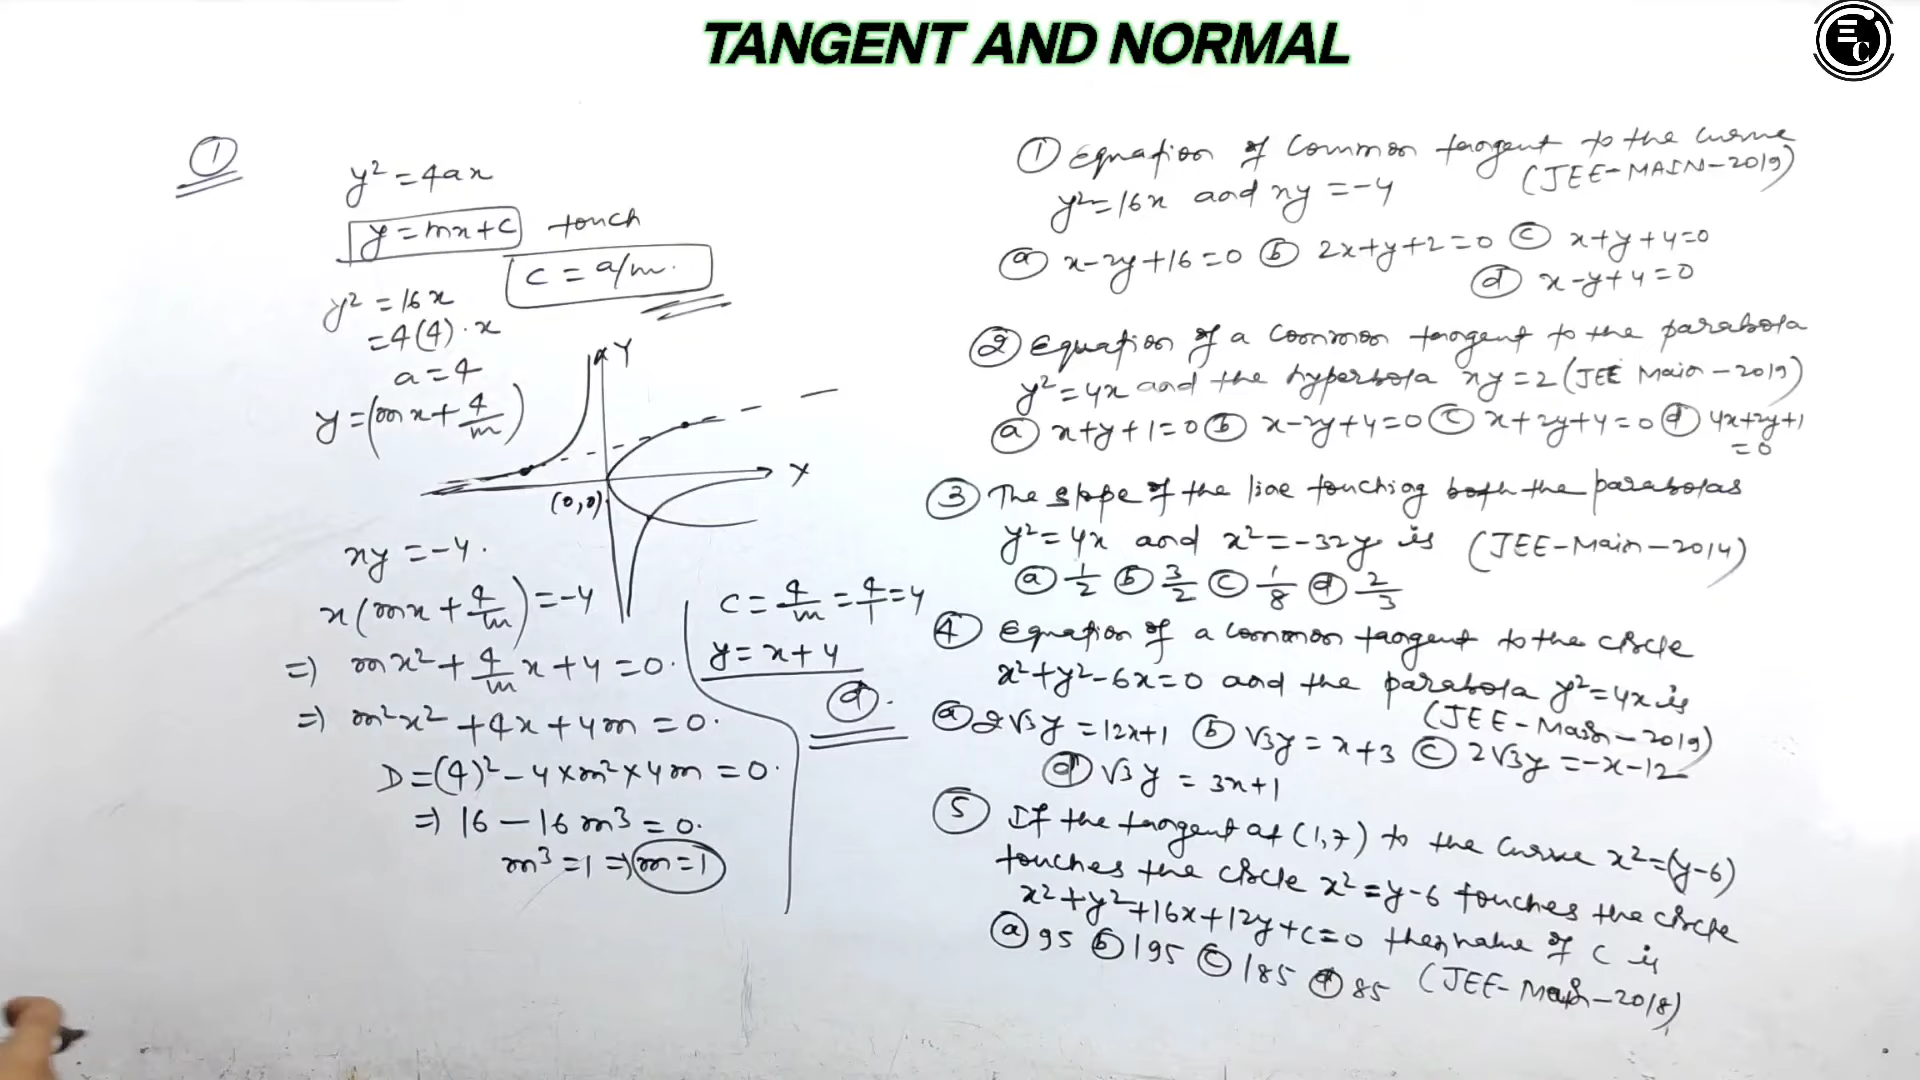 TANGENT AND NORMAL
EC
①
y² = 4ax
y = mx + c touch
c = a/m.
y² = 16x
= 4(4).x
a = 4
y = (mx + 4/m)
Y
X
(0,0)
xy = -4.
x(mx + 4/m) = -4
=) mx² + 4/m x + 4 = 0.
=) m²x² + 4x + 4m = 0.
D = (4)² - 4 × m² × 4m = 0.
=) 16 - 16m³ = 0.
m³ = 1 =) m = 1
c = 4/m = 4/1 = 4
y = x + 4
ⓓ.
① Equation of common tangent to the curve
y² = 16x and xy = -4 (JEE-MAIN-2019)
ⓐ x-2y+16=0 ⓑ 2x+y+2=0 ⓒ x+y+4=0
ⓓ x-y+4=0
② Equation of a common tangent to the parabola
y²=4x and the hyperbola xy=2 (JEE Main-2019)
ⓐ x+y+1=0 ⓑ x-2y+4=0 ⓒ x+2y+4=0 ⓓ 4x+2y+1
=0
③ The slope of the line touching both the parabolas
y²=4x and x²=-32y is (JEE-Main-2014)
ⓐ 1/2 ⓑ 3/2 ⓒ 1/8 ⓓ 2/3
④ Equation of a common tangent to the circle
x²+y²-6x=0 and the parabola y²=4x is
(JEE-Main-2019)
ⓐ 2√3y = 12x+1 ⓑ √3y = x+3 ⓒ 2√3y = -x-12
ⓓ √3y = 3x+1
⑤ If the tangent at (1,7) to the curve x²=(y-6)
touches the circle x²=y-6 touches the circle
x²+y²+16x+12y+c=0 then value of c is
ⓐ 95 ⓑ 195 ⓒ 185 ⓓ 85 (JEE-Main-2018)